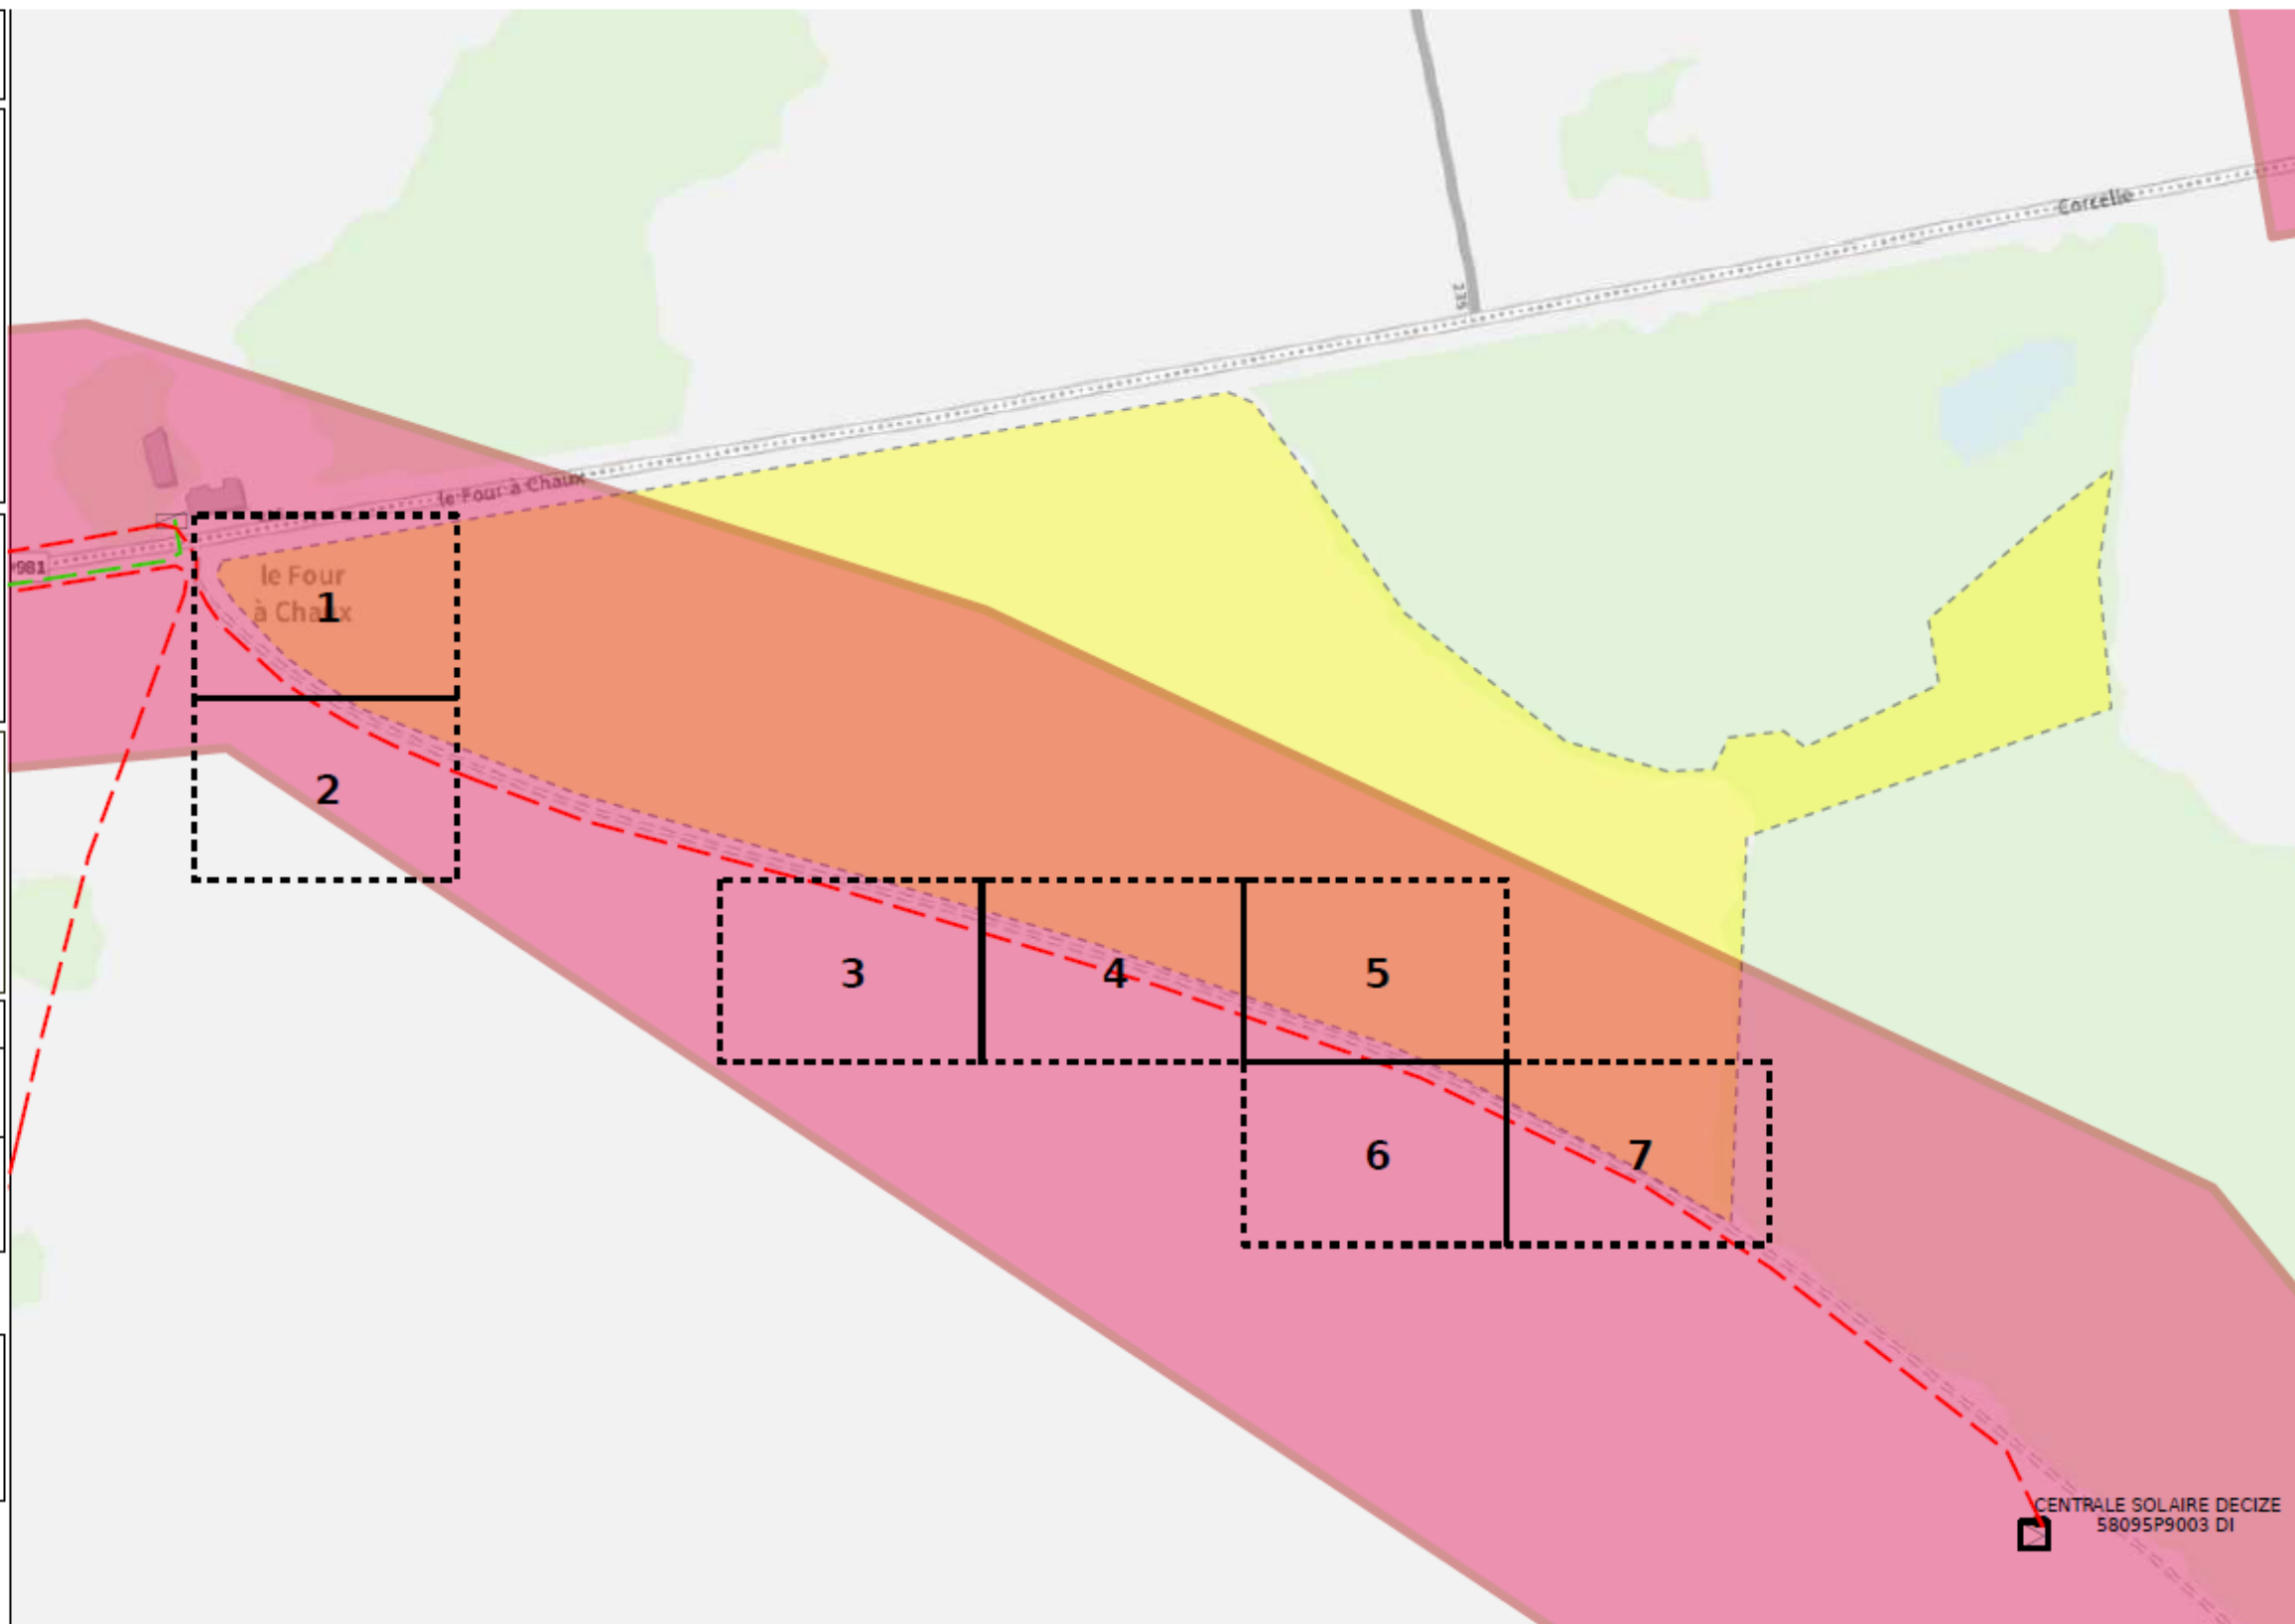 Corcelle
235
le Four à Chaux
981
le Four
à Chaux
1
2
3
4
5
6
7
CENTRALE SOLAIRE DECIZE
58095P9003 DI